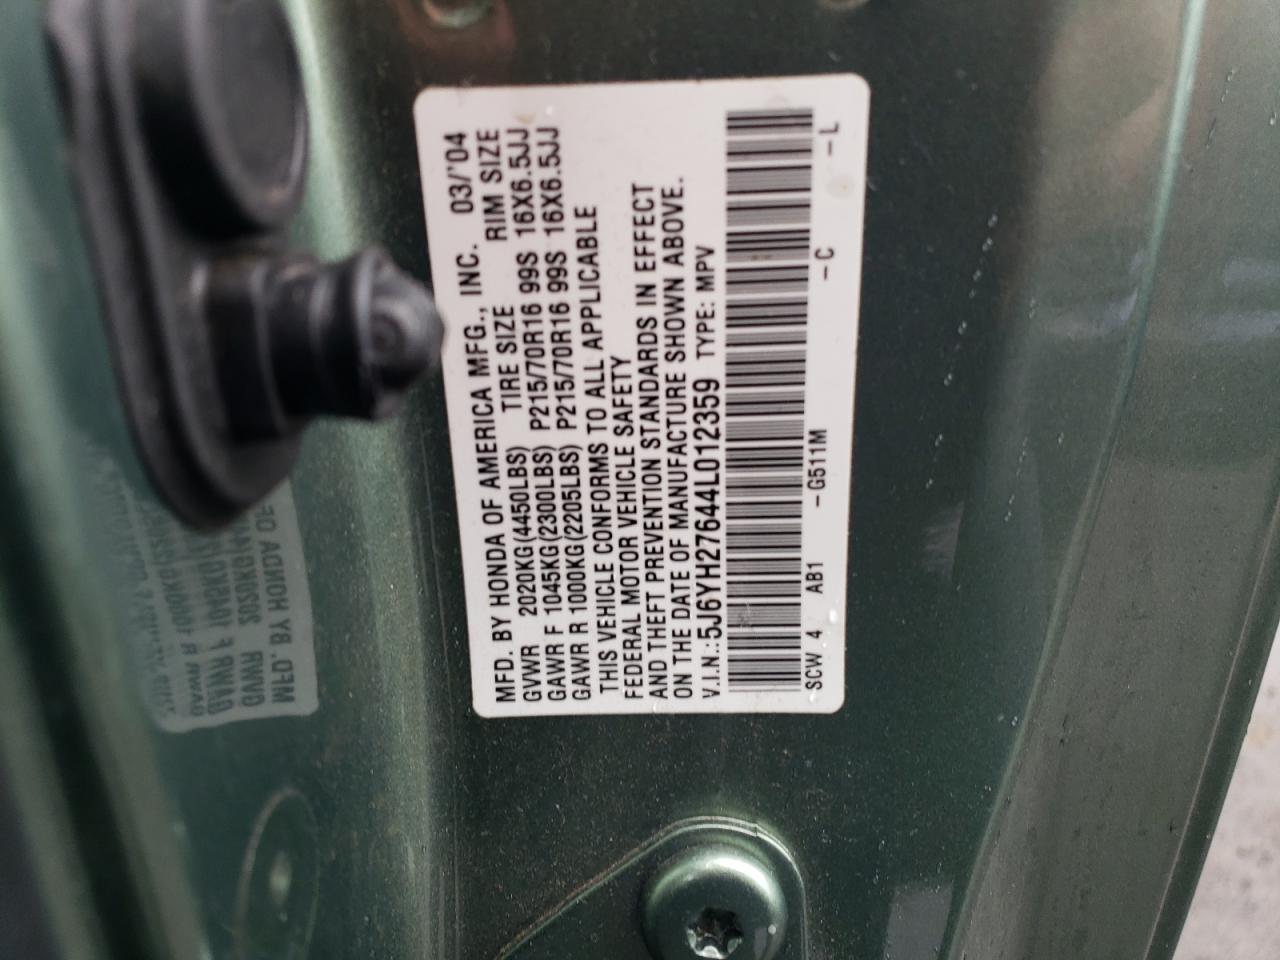 MFD. BY HONDA OF AMERICA MFG., INC. 03/'04
GVWR 2020KG(4450LBS) TIRE SIZE RIM SIZE
GAWR F 1045KG(2300LBS) P215/70R16 99S 16X6.5JJ
GAWR R 1000KG(2205LBS) P215/70R16 99S 16X6.5JJ
THIS VEHICLE CONFORMS TO ALL APPLICABLE
FEDERAL MOTOR VEHICLE SAFETY
AND THEFT PREVENTION STANDARDS IN EFFECT
ON THE DATE OF MANUFACTURE SHOWN ABOVE.
V.I.N.:5J6YH27644L012359 TYPE: MPV
SCW 4 AB1 -G511M -C -L